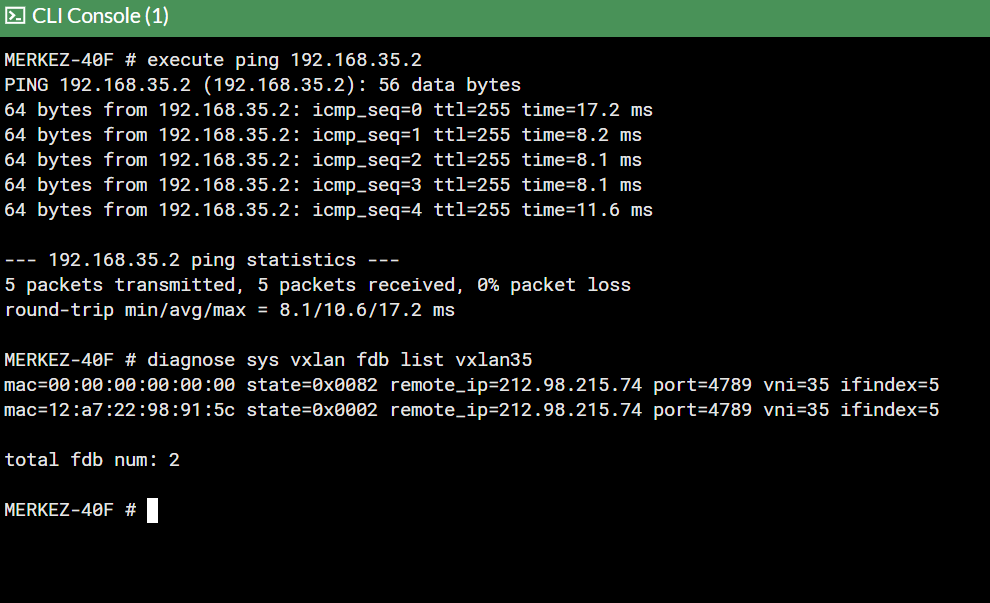 CLI Console (1)
MERKEZ-40F # execute ping 192.168.35.2
PING 192.168.35.2 (192.168.35.2): 56 data bytes
64 bytes from 192.168.35.2: icmp_seq=0 ttl=255 time=17.2 ms
64 bytes from 192.168.35.2: icmp_seq=1 ttl=255 time=8.2 ms
64 bytes from 192.168.35.2: icmp_seq=2 ttl=255 time=8.1 ms
64 bytes from 192.168.35.2: icmp_seq=3 ttl=255 time=8.1 ms
64 bytes from 192.168.35.2: icmp_seq=4 ttl=255 time=11.6 ms
--- 192.168.35.2 ping statistics ---
5 packets transmitted, 5 packets received, 0% packet loss
round-trip min/avg/max = 8.1/10.6/17.2 ms
MERKEZ-40F # diagnose sys vxlan fdb list vxlan35
mac=00:00:00:00:00:00 state=0x0082 remote_ip=212.98.215.74 port=4789 vni=35 ifindex=5
mac=12:a7:22:98:91:5c state=0x0002 remote_ip=212.98.215.74 port=4789 vni=35 ifindex=5
total fdb num: 2
MERKEZ-40F #